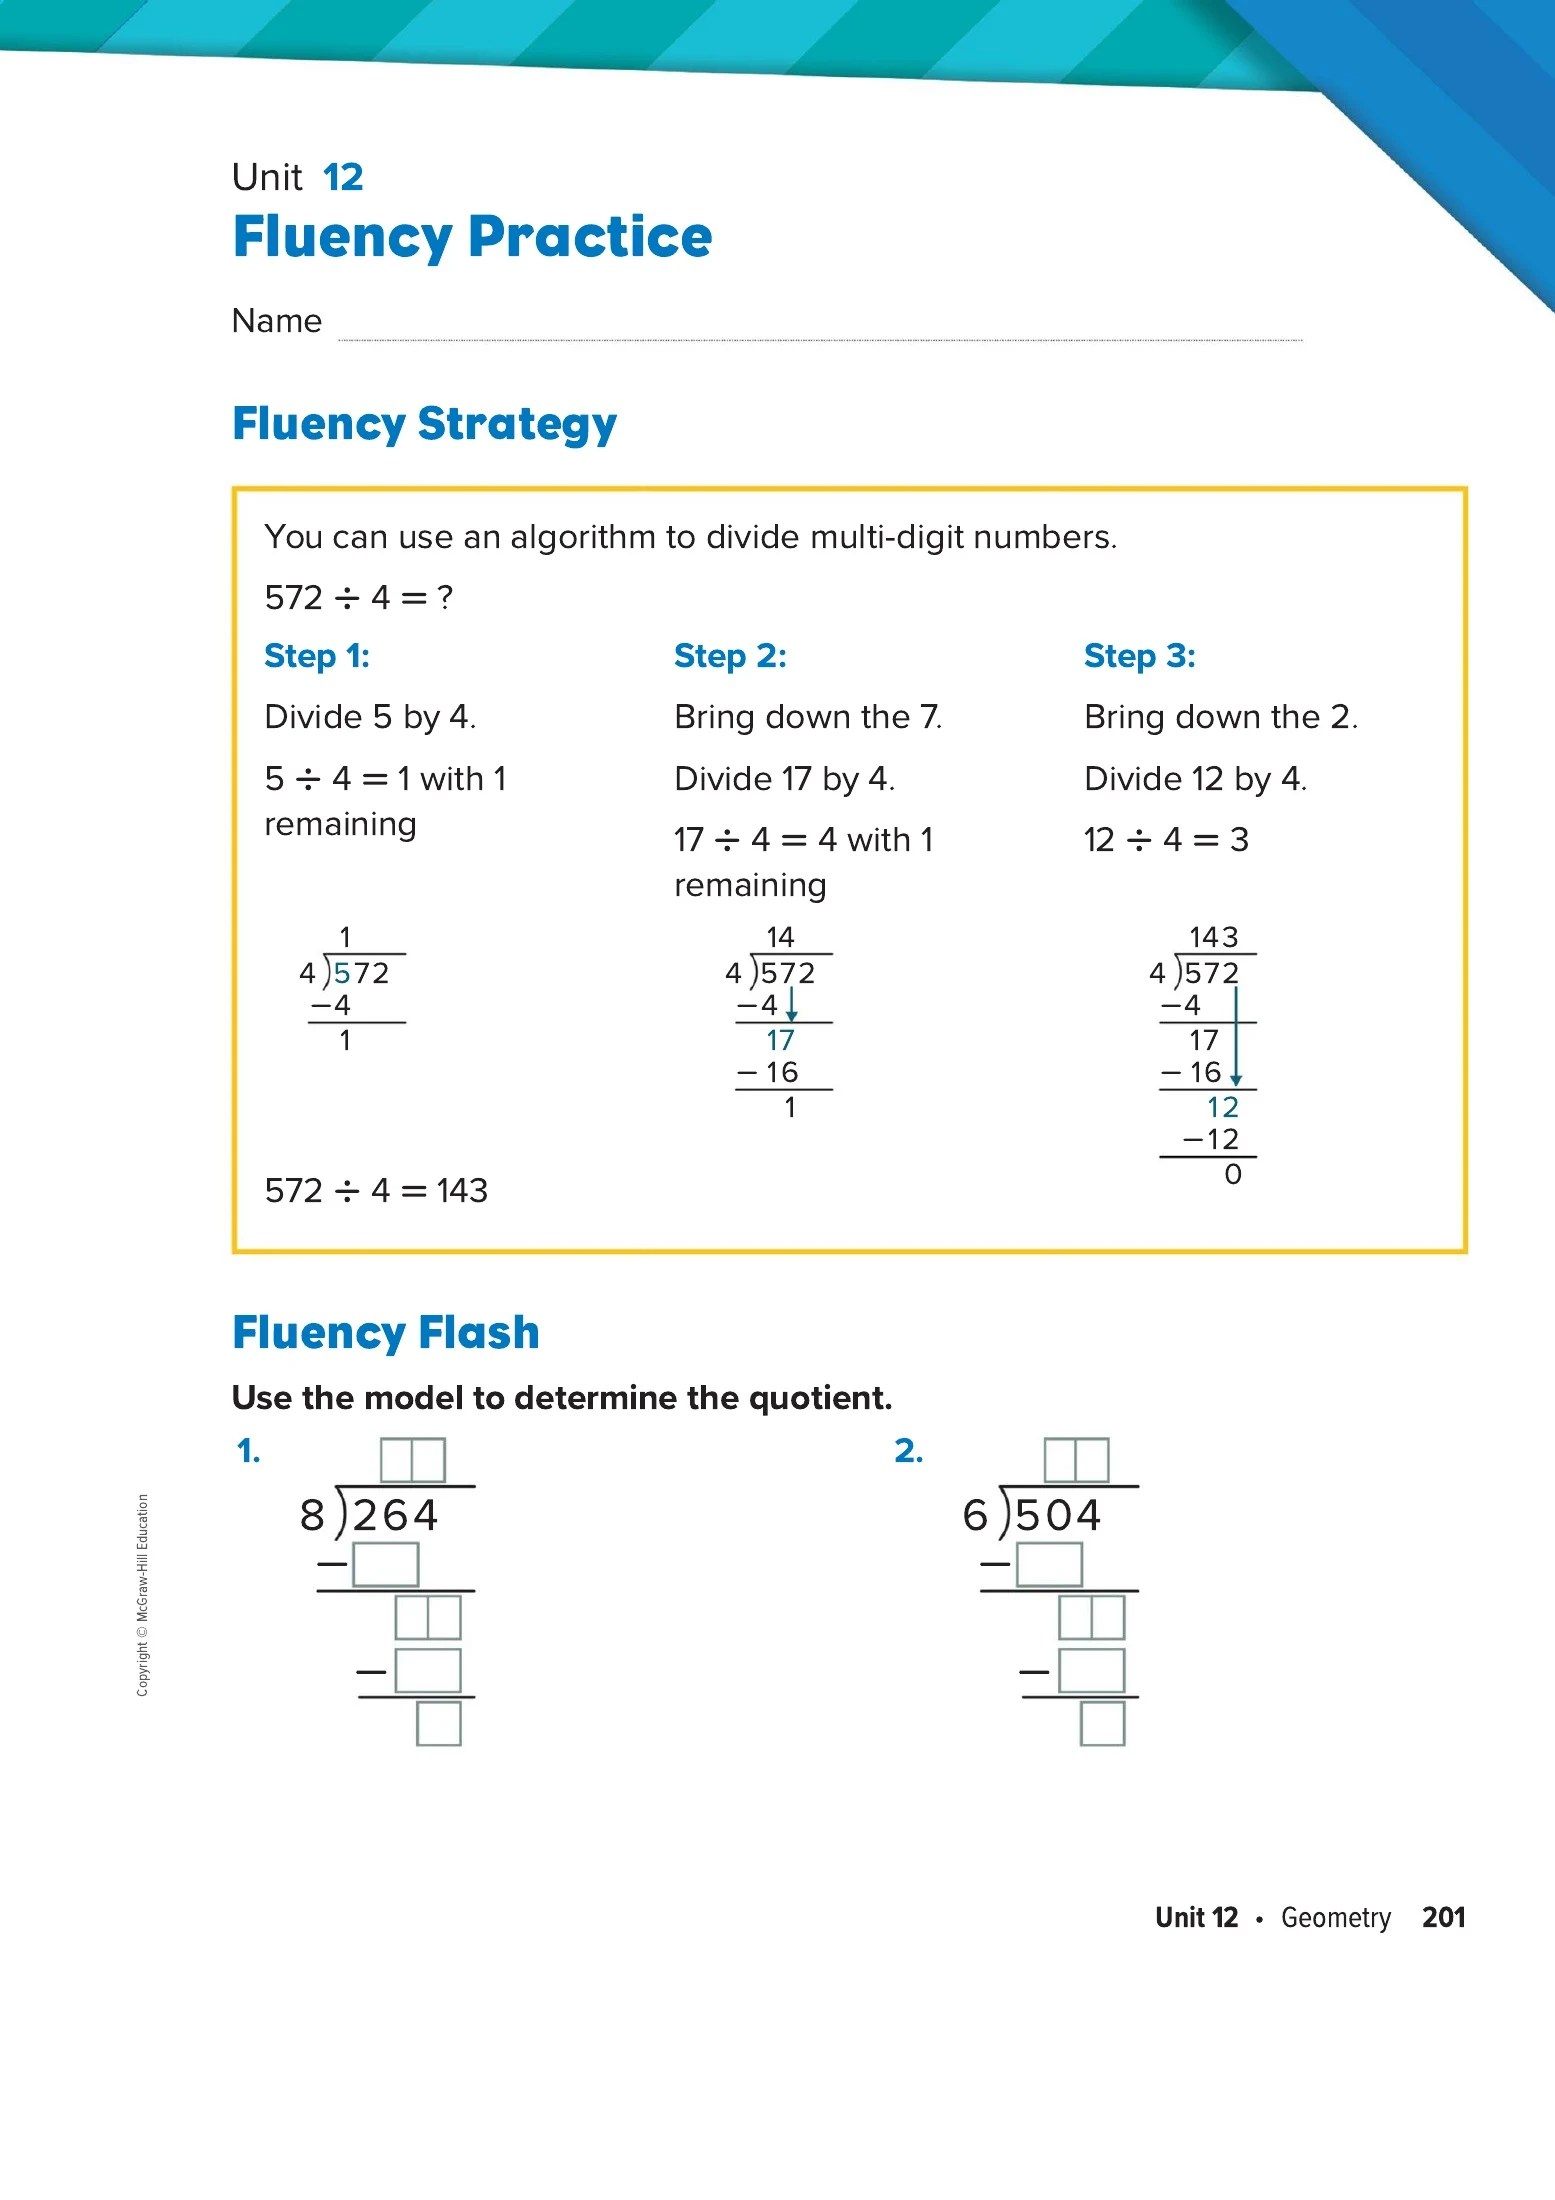 Unit 12
Fluency Practice
Name
Fluency Strategy
You can use an algorithm to divide multi-digit numbers.
572 ÷ 4 = ?
Step 1:
Divide 5 by 4.
5 ÷ 4 = 1 with 1
remaining
1
4)572
−4
1
572 ÷ 4 = 143
Step 2:
Bring down the 7.
Divide 17 by 4.
17 ÷ 4 = 4 with 1
remaining
14
4)572
−4
17
− 16
1
Step 3:
Bring down the 2.
Divide 12 by 4.
12 ÷ 4 = 3
143
4)572
−4
17
− 16
12
−12
0
Fluency Flash
Use the model to determine the quotient.
1.
8)264
−
−
2.
6)504
−
−
Copyright © McGraw-Hill Education
Unit 12 • Geometry 201